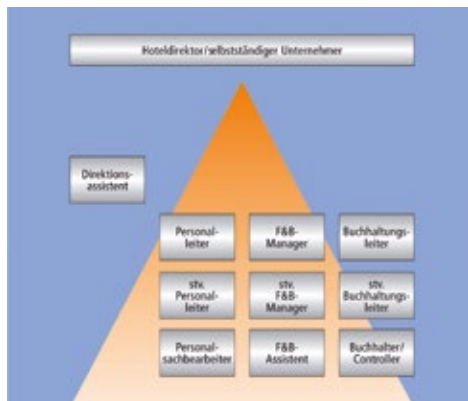 Hoteldirektor/selbstständiger Unternehmer
Direktions-
assistent
Personal-
leiter
F&B-
Manager
Buchhaltungs-
leiter
stv.
Personal-
leiter
stv.
F&B-
Manager
stv.
Buchhaltungs-
leiter
Personal-
sachbearbeiter
F&B-
Assistent
Buchhalter/
Controller